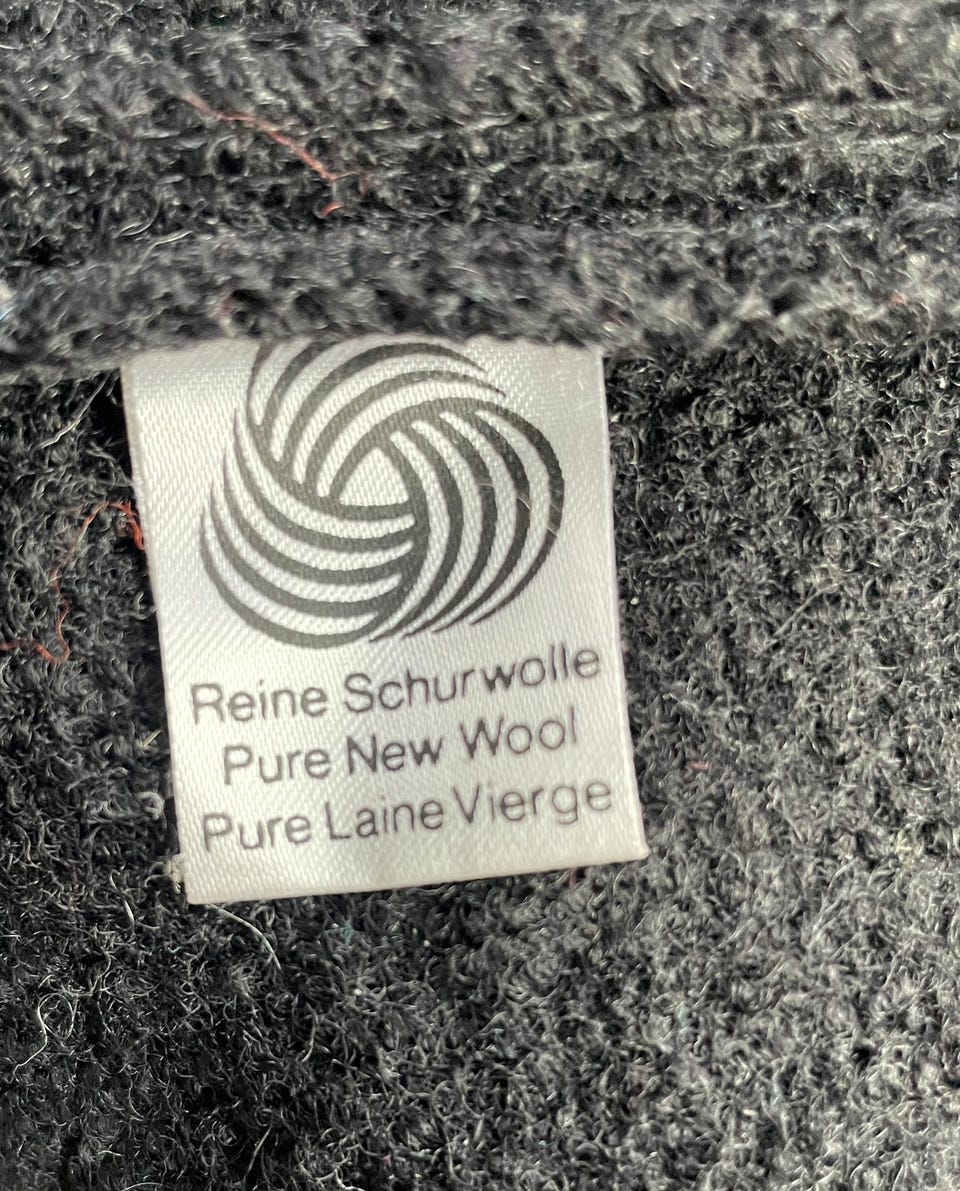 Reine Schurwolle
Pure New Wool
Pure Laine Vierge